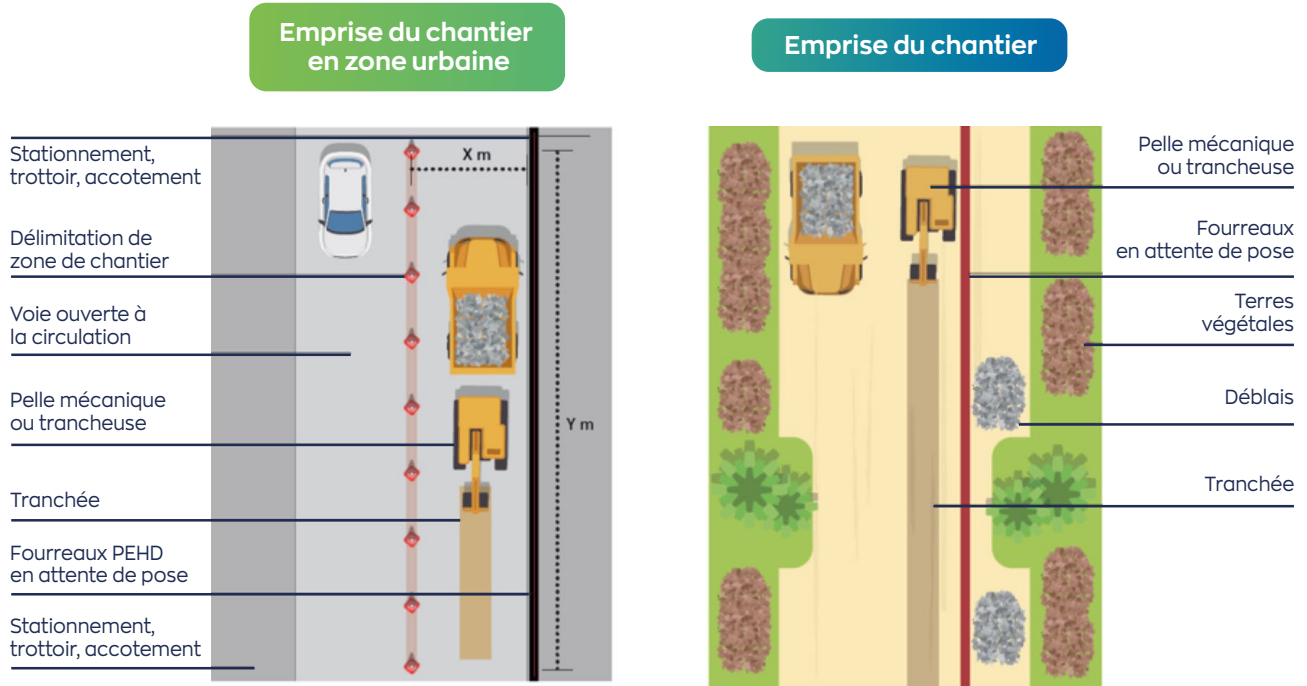 Emprise du chantier
en zone urbaine
Stationnement,
trottoir, accotement
Délimitation de
zone de chantier
Voie ouverte à
la circulation
Pelle mécanique
ou trancheuse
Tranchée
Fourreaux PEHD
en attente de pose
Stationnement,
trottoir, accotement
X m
Y m
Emprise du chantier
Pelle mécanique
ou trancheuse
Fourreaux
en attente de pose
Terres
végétales
Déblais
Tranchée